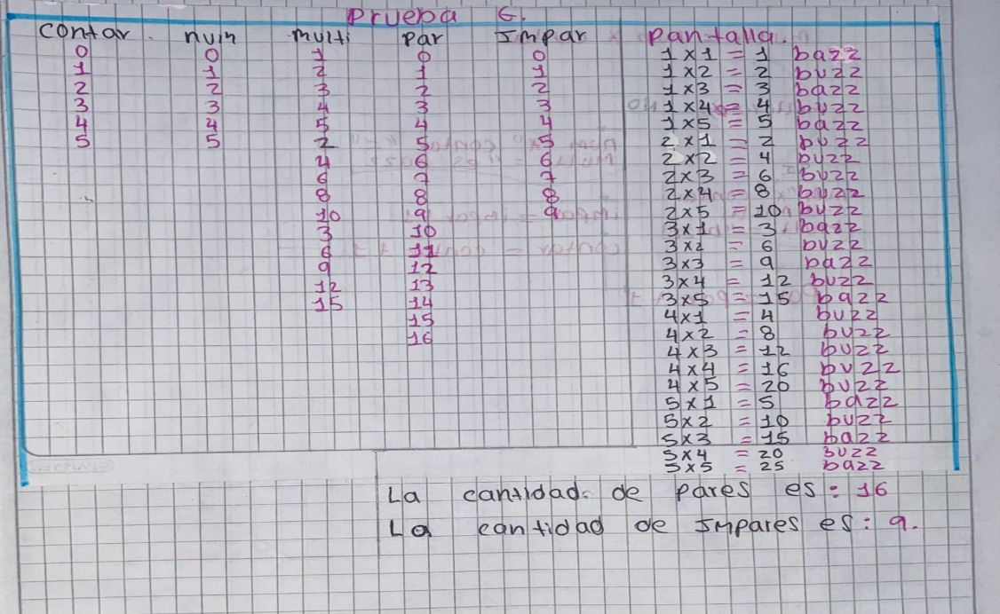 Prueba 6.
contar. num multi par Impar pantalla.
0 0 1 0 0 1x1 = 1 bazz
1 1 2 1 1 1x2 = 2 buzz
2 2 3 2 2 1x3 = 3 bazz
3 3 4 3 3 1x4 = 4 buzz
4 4 5 4 4 1x5 = 5 bazz
5 5 2 5 5 2x1 = 2 buzz
4 6 6 2x2 = 4 buzz
6 7 7 2x3 = 6 buzz
8 8 8 2x4 = 8 buzz
10 9 9 2x5 = 10 buzz
3 10 3x1 = 3 bazz
6 11 3x2 = 6 buzz
9 12 3x3 = 9 bazz
12 13 3x4 = 12 buzz
15 14 3x5 = 15 bazz
15 4x1 = 4 buzz
16 4x2 = 8 buzz
4x3 = 12 buzz
4x4 = 16 buzz
4x5 = 20 buzz
5x1 = 5 bazz
5x2 = 10 buzz
5x3 = 15 bazz
5x4 = 20 buzz
5x5 = 25 bazz
La cantidad de pares es: 16
La cantidad de Impares es: 9.